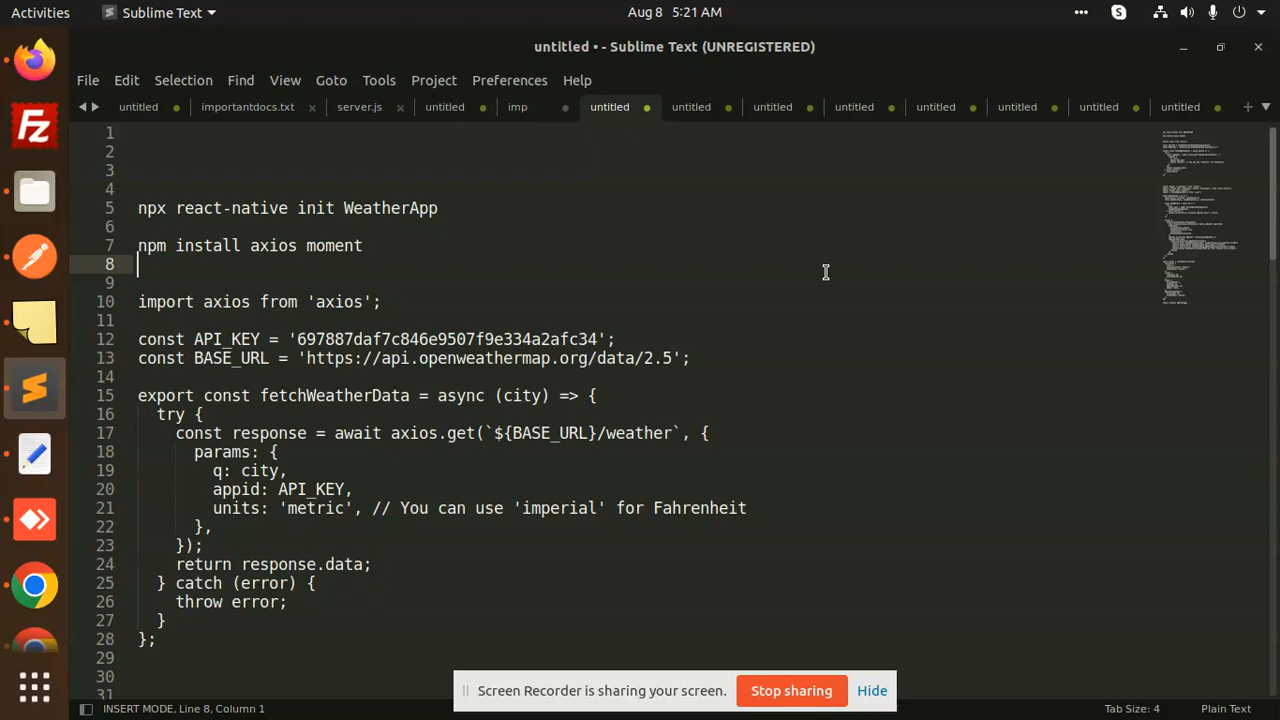 Activities
Sublime Text
Aug 8 5:21 AM
untitled • - Sublime Text (UNREGISTERED)
File Edit Selection Find View Goto Tools Project Preferences Help
untitled importantdocs.txt server.js untitled imp untitled untitled untitled untitled untitled untitled untitled untitled
1
2
3
4
5 npx react-native init WeatherApp
6
7 npm install axios moment
8
9
10 import axios from 'axios';
11
12 const API_KEY = '697887daf7c846e9507f9e334a2afc34';
13 const BASE_URL = 'https://api.openweathermap.org/data/2.5';
14
15 export const fetchWeatherData = async (city) => {
16 try {
17 const response = await axios.get(`${BASE_URL}/weather`, {
18 params: {
19 q: city,
20 appid: API_KEY,
21 units: 'metric', // You can use 'imperial' for Fahrenheit
22 },
23 });
24 return response.data;
25 } catch (error) {
26 throw error;
27 }
28 };
29
30
31
Screen Recorder is sharing your screen. Stop sharing Hide
INSERT MODE, Line 8, Column 1
Tab Size: 4
Plain Text